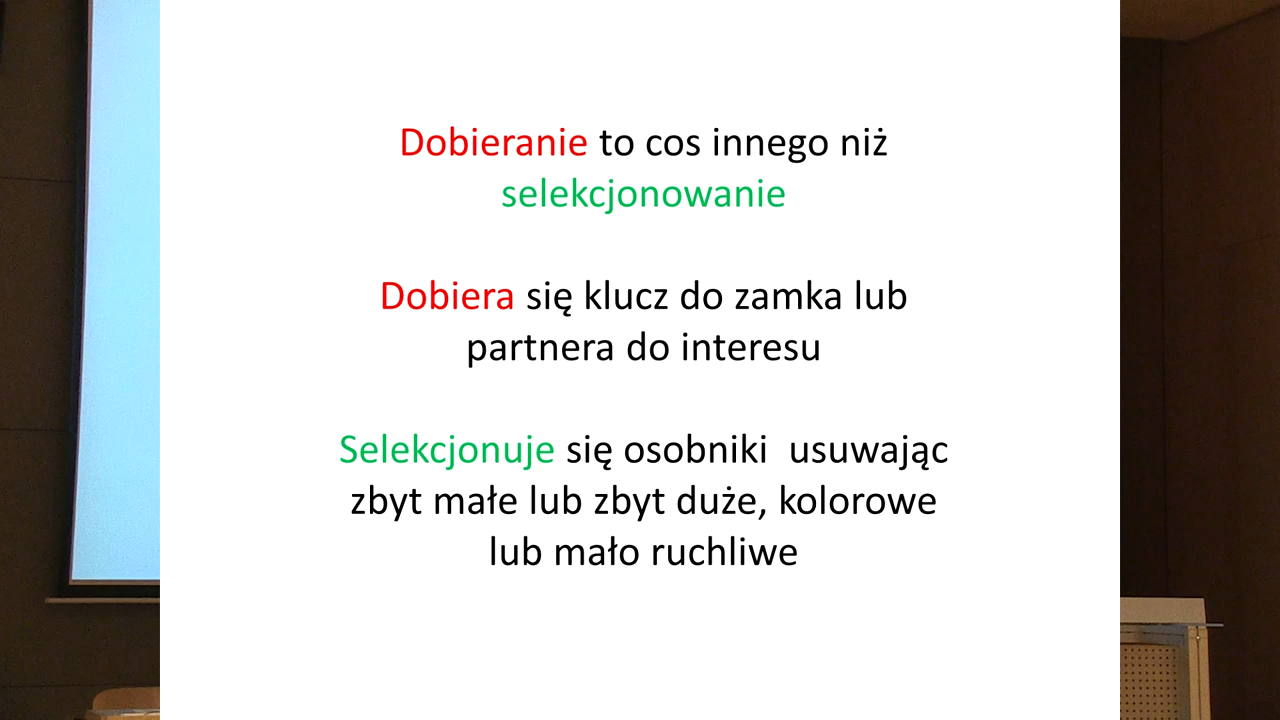 Dobieranie to cos innego niż
selekcjonowanie
Dobiera się klucz do zamka lub
partnera do interesu
Selekcjonuje się osobniki  usuwając
zbyt małe lub zbyt duże, kolorowe
lub mało ruchliwe